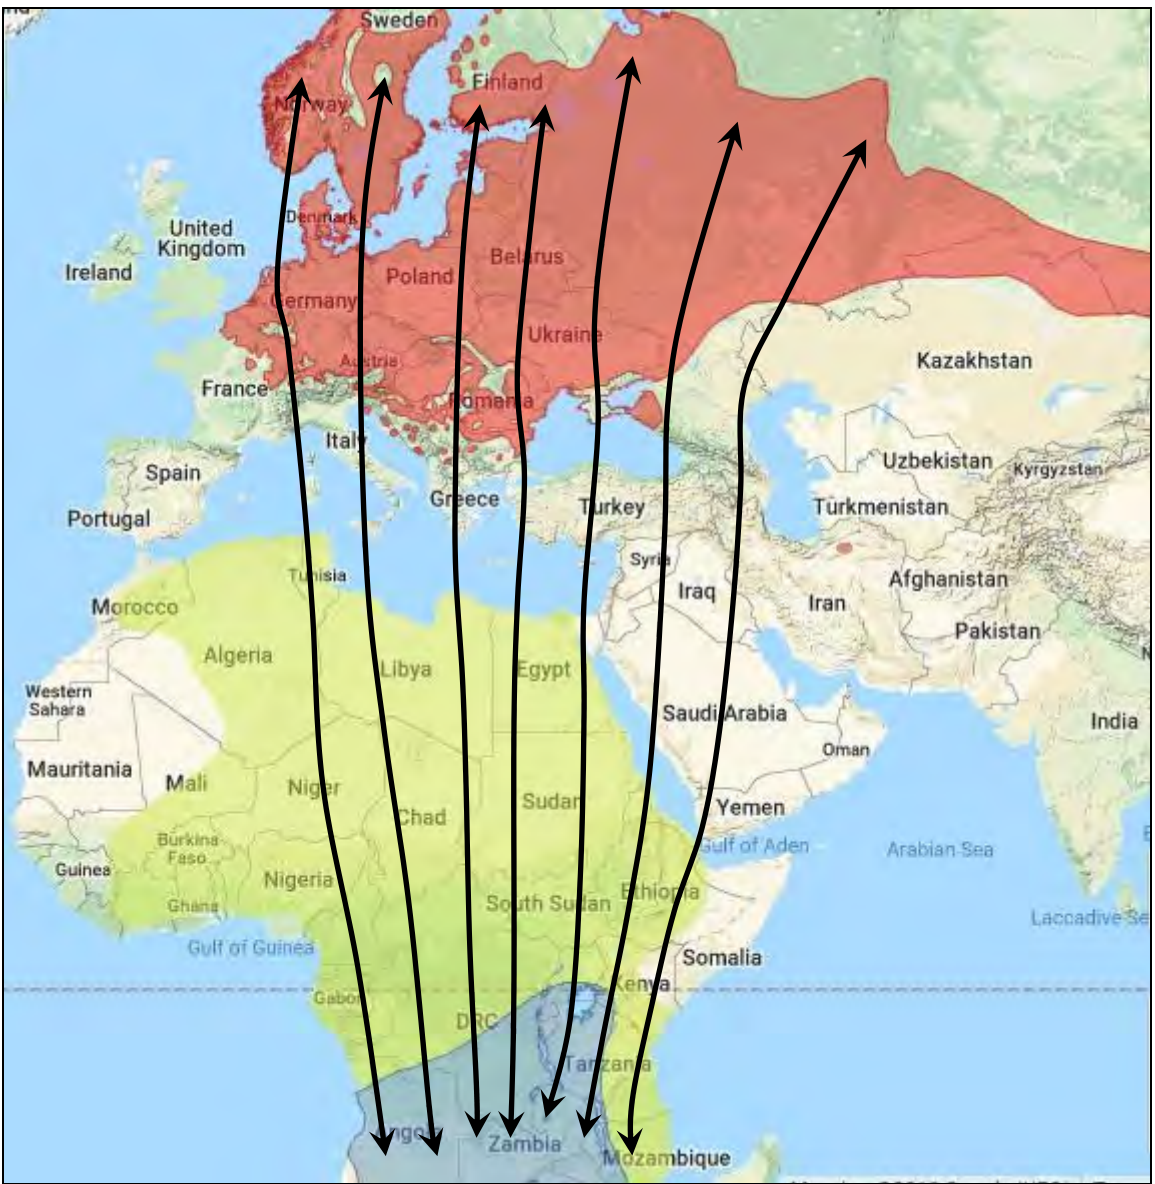 Sweden
Finland
Norway
Denmark
United
Kingdom
Ireland
Belarus
Poland
Germany
Ukraine
Austria
Kazakhstan
France
Romania
Italy
Uzbekistan
Kyrgyzstan
Spain
Greece
Turkey
Turkmenistan
Portugal
Syria
Tunisia
Afghanistan
Iraq
Iran
Morocco
Pakistan
Algeria
Libya
Egypt
Western
Sahara
Saudi Arabia
India
Oman
Mauritania
Mali
Niger
Chad
Sudan
Yemen
Burkina
Faso
Gulf of Aden
Arabian Sea
Guinea
Nigeria
Ethiopia
Ghana
South Sudan
Laccadive Se
Gulf of Guinea
Somalia
Kenya
Gabon
DRC
Tanzania
Angola
Zambia
Mozambique